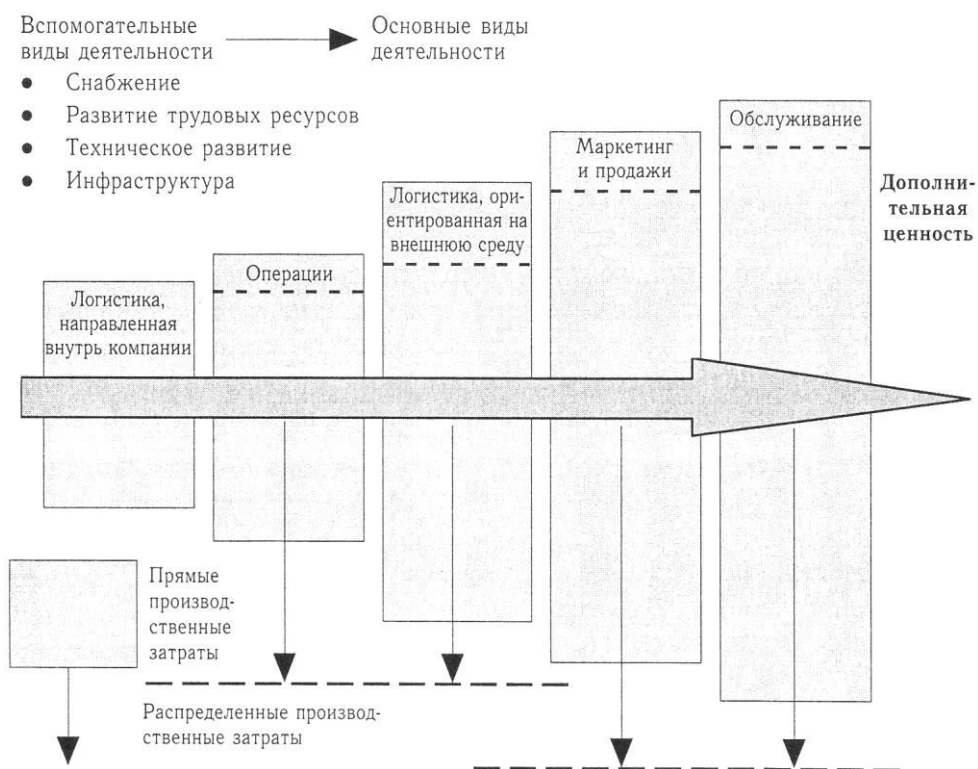 Вспомогательные
виды деятельности
Основные виды
деятельности
● Снабжение
● Развитие трудовых ресурсов
● Техническое развитие
● Инфраструктура
Логистика,
направленная
внутрь компании
Операции
Логистика, ори-
ентированная на
внешнюю среду
Маркетинг
и продажи
Обслуживание
Дополни-
тельная
ценность
Прямые
производ-
ственные
затраты
Распределенные производ-
ственные затраты